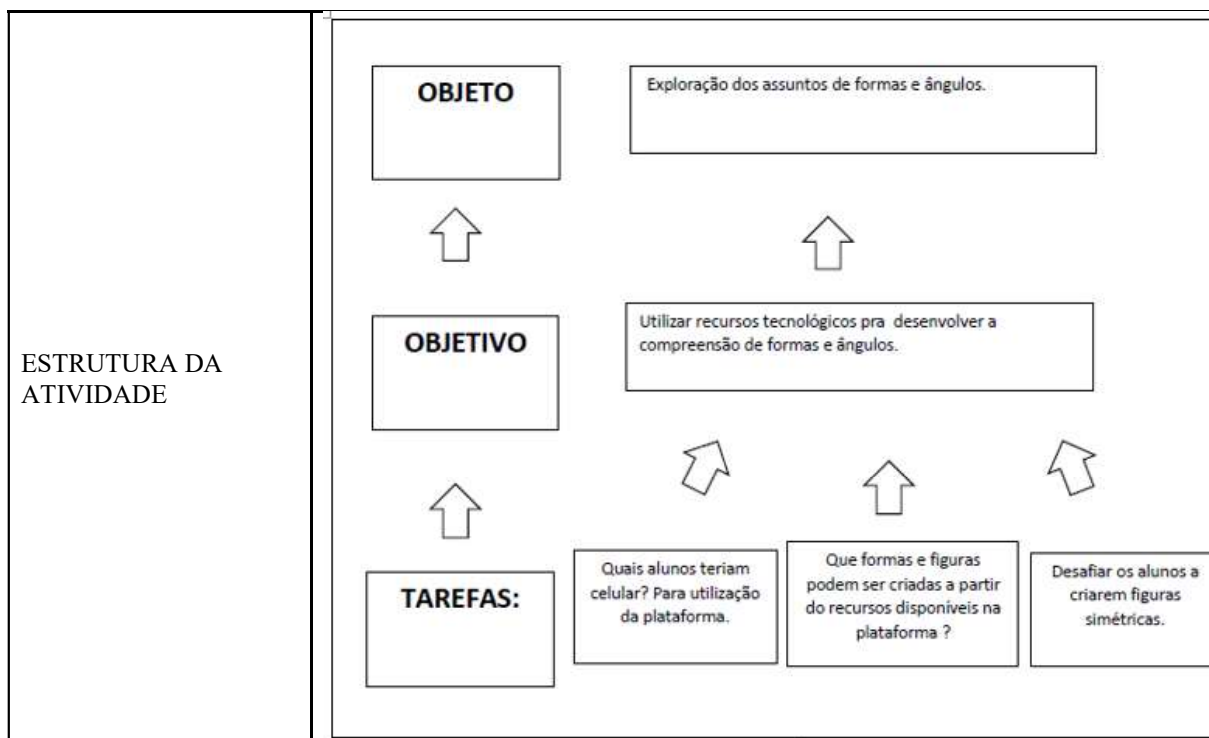 OBJETO
Exploração dos assuntos de formas e ângulos.
OBJETIVO
Utilizar recursos tecnológicos pra desenvolver a
compreensão de formas e ângulos.
ESTRUTURA DA
ATIVIDADE
TAREFAS:
Quais alunos teriam
celular? Para utilização
da plataforma.
Que formas e figuras
podem ser criadas a partir
do recursos disponíveis na
plataforma ?
Desafiar os alunos a
criarem figuras
simétricas.